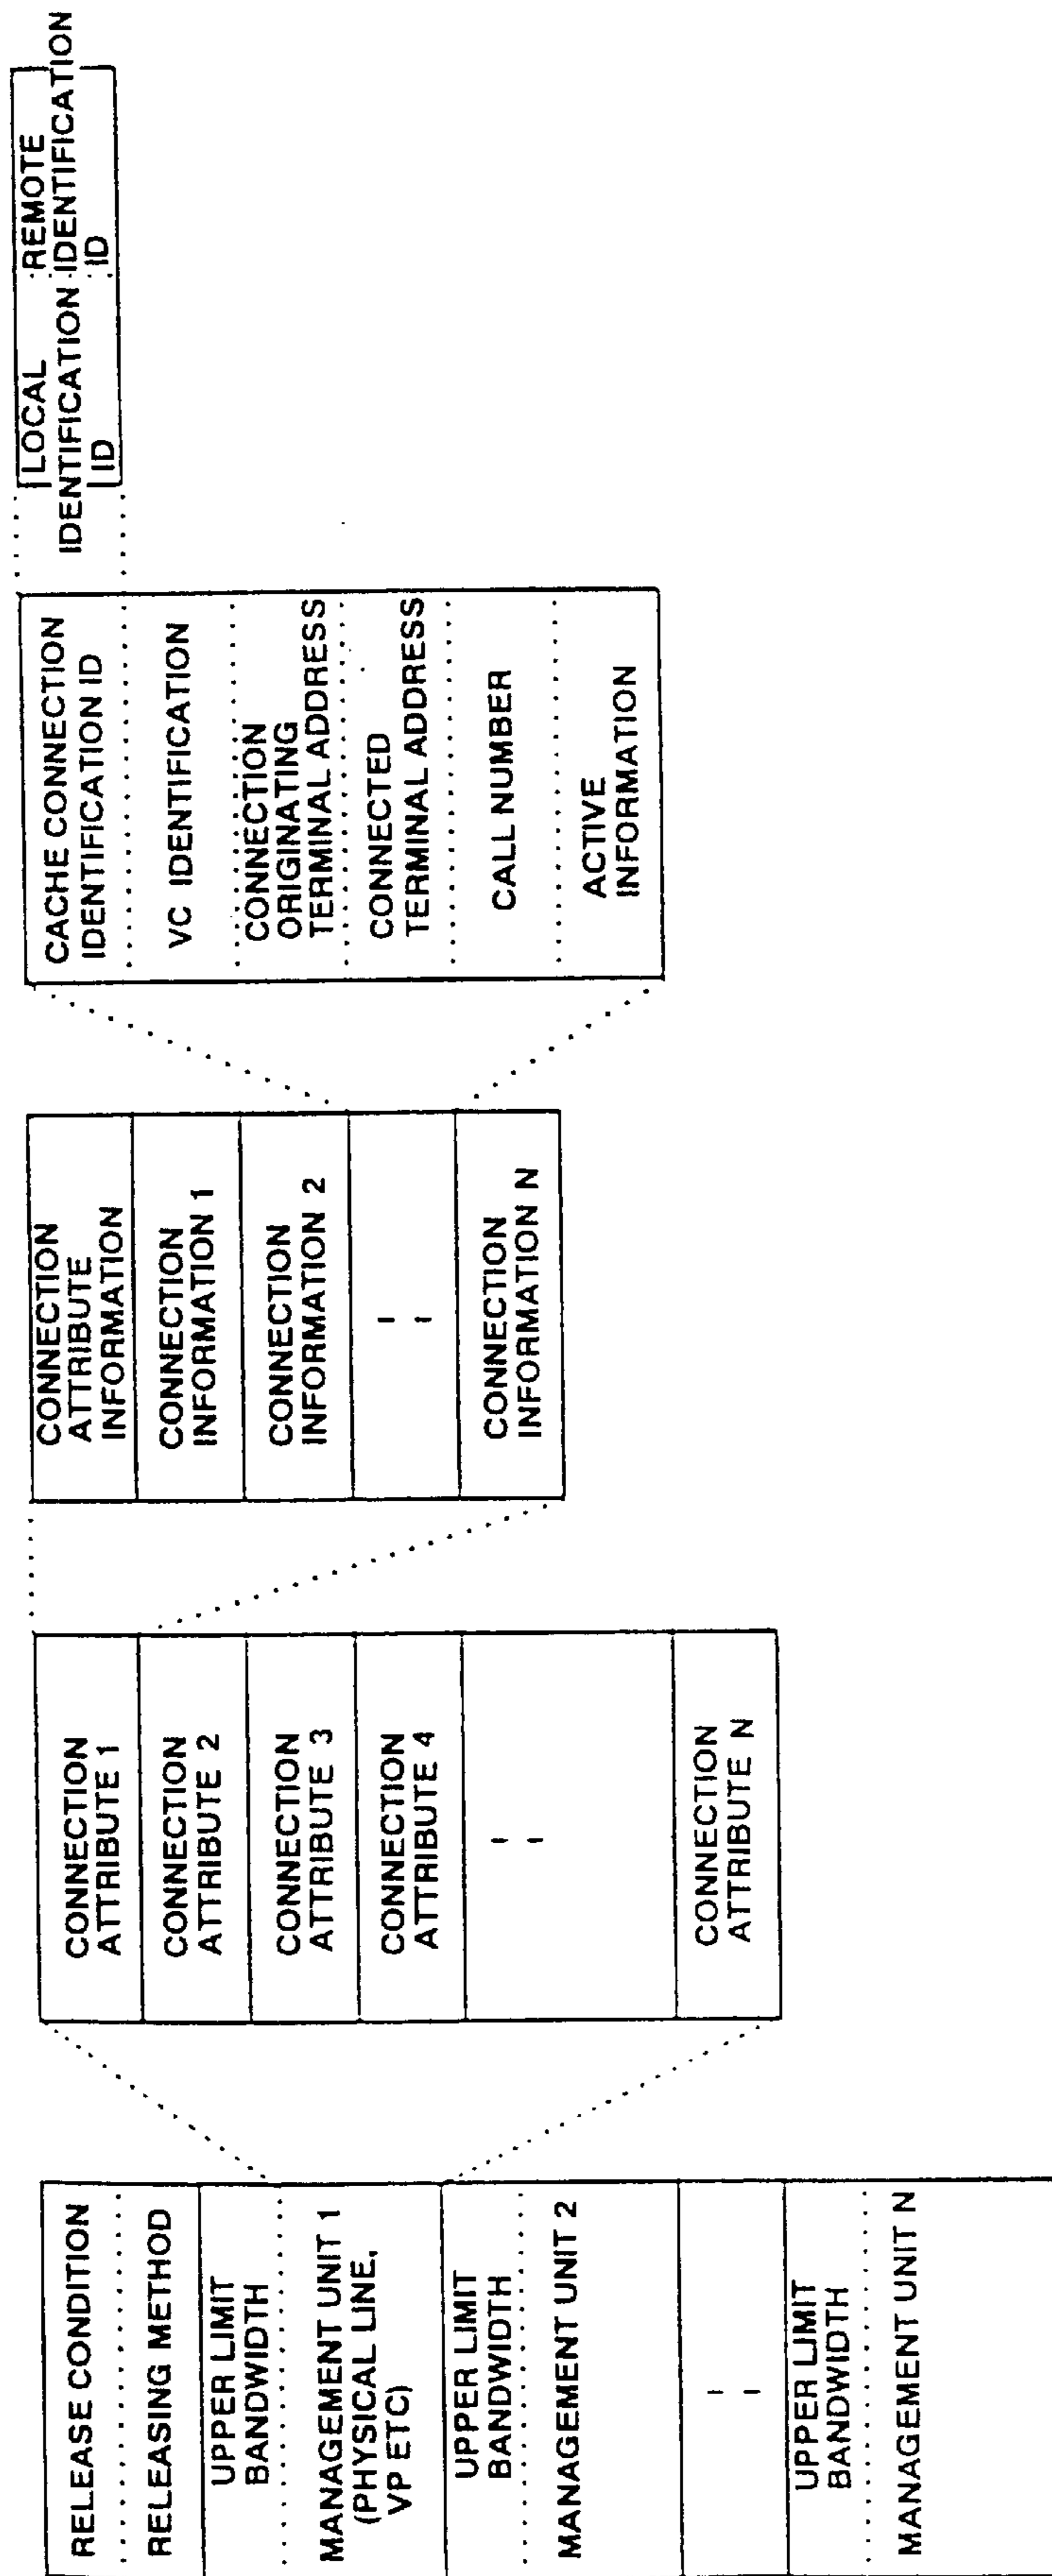 RELEASE CONDITION
RELEASING METHOD
UPPER LIMIT
BANDWIDTH
MANAGEMENT UNIT 1
(PHYSICAL LINE,
VP ETC)
UPPER LIMIT
BANDWIDTH
MANAGEMENT UNIT 2
UPPER LIMIT
BANDWIDTH
MANAGEMENT UNIT N
CONNECTION
ATTRIBUTE 1
CONNECTION
ATTRIBUTE 2
CONNECTION
ATTRIBUTE 3
CONNECTION
ATTRIBUTE 4
CONNECTION
ATTRIBUTE N
CONNECTION
ATTRIBUTE
INFORMATION
CONNECTION
INFORMATION 1
CONNECTION
INFORMATION 2
CONNECTION
INFORMATION N
CACHE CONNECTION
IDENTIFICATION ID
VC IDENTIFICATION
CONNECTION
ORIGINATING
TERMINAL ADDRESS
CONNECTED
TERMINAL ADDRESS
CALL NUMBER
ACTIVE
INFORMATION
LOCAL
IDENTIFICATION
ID
REMOTE
IDENTIFICATION
ID